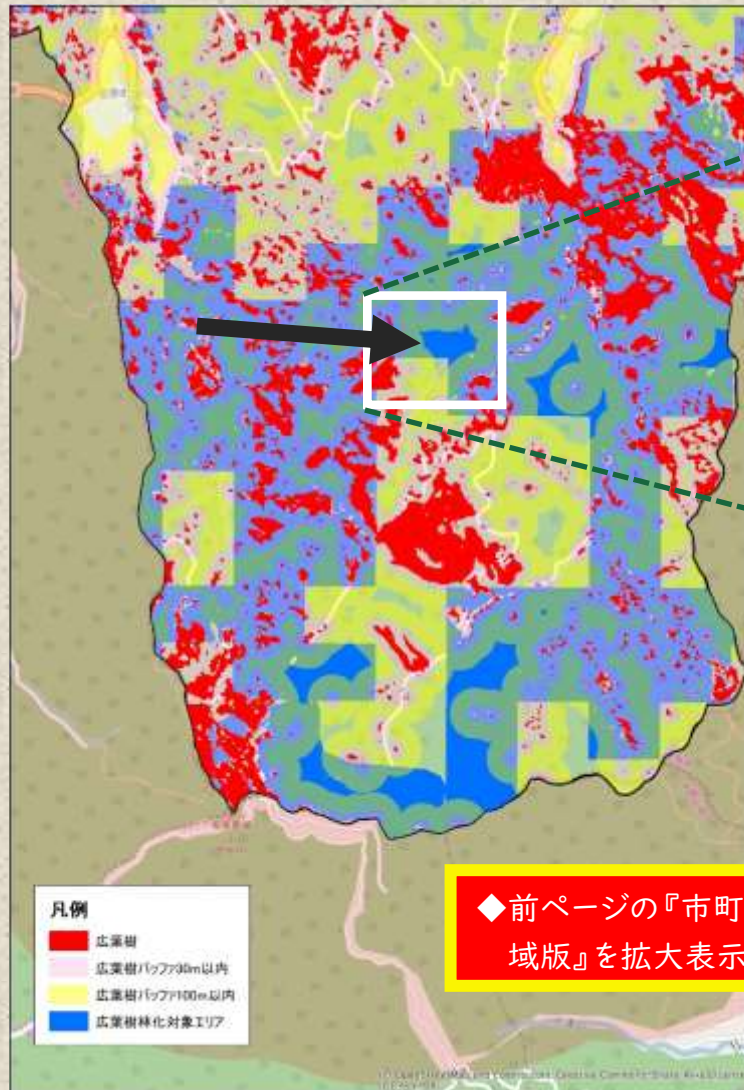 ◆前ページの『市町
域版』を拡大表示
凡例
広葉樹
広葉樹バッファ30m以内
広葉樹バッファ100m以内
広葉樹林化対象エリア